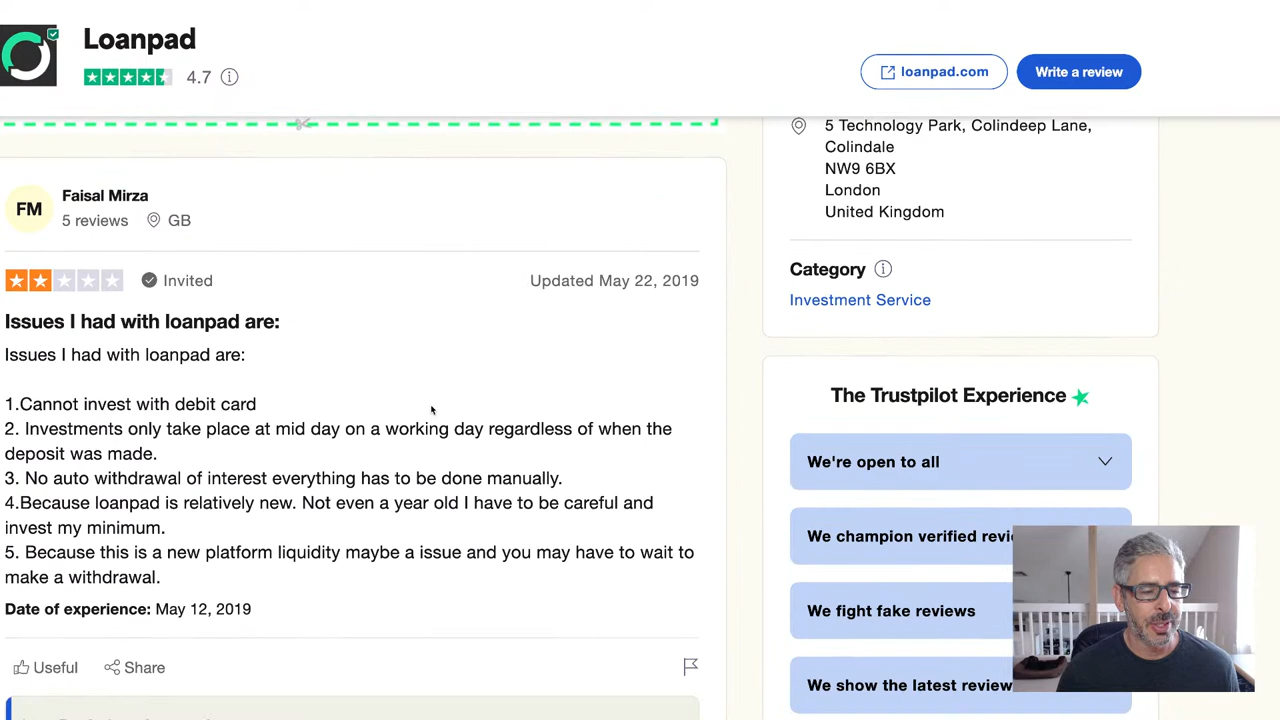 Loanpad
4.7
loanpad.com
Write a review
5 Technology Park, Colindeep Lane,
Colindale
NW9 6BX
London
United Kingdom
Category
Investment Service
FM
Faisal Mirza
5 reviews
GB
Invited
Updated May 22, 2019
Issues I had with loanpad are:
Issues I had with loanpad are:
1.Cannot invest with debit card
2. Investments only take place at mid day on a working day regardless of when the
deposit was made.
3. No auto withdrawal of interest everything has to be done manually.
4.Because loanpad is relatively new. Not even a year old I have to be careful and
invest my minimum.
5. Because this is a new platform liquidity maybe a issue and you may have to wait to
make a withdrawal.
Date of experience: May 12, 2019
Useful
Share
The Trustpilot Experience
We're open to all
We champion verified
We fight fake reviews
We show the latest